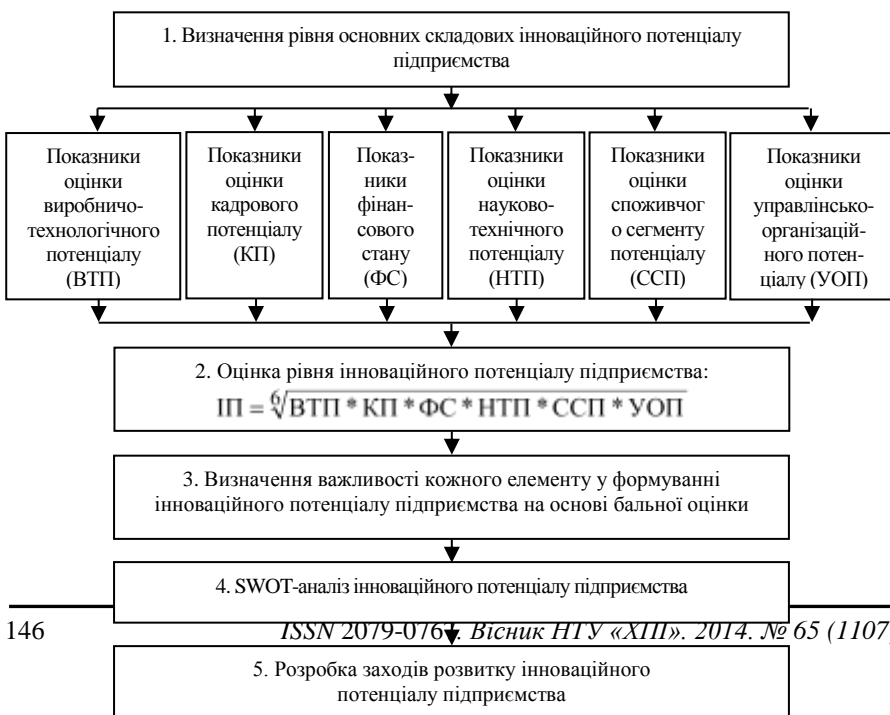 1. Визначення рівня основних складових інноваційного потенціалу
підприємства
Показники
оцінки
виробничо-
технологічного
потенціалу
(ВТП)
Показники
оцінки
кадрового
потенціалу
(КП)
Показ-
ники
фінан-
сового
стану
(ФС)
Показники
оцінки
науково-
технічного
потенціалу
(НТП)
Показники
оцінки
споживчог
о сегменту
потенціалу
(ССП)
Показники
оцінки
управлінсько-
організацій-
ного потен-
ціалу (УОП)
2. Оцінка рівня інноваційного потенціалу підприємства:
ІП = ⁶√ВТП * КП * ФС * НТП * ССП * УОП
3. Визначення важливості кожного елементу у формуванні
інноваційного потенціалу підприємства на основі бальної оцінки
4. SWOT-аналіз інноваційного потенціалу підприємства
146 ISSN 2079-076. Вісник НТУ «ХПІ». 2014. № 65 (1107)
5. Розробка заходів розвитку інноваційного
потенціалу підприємства